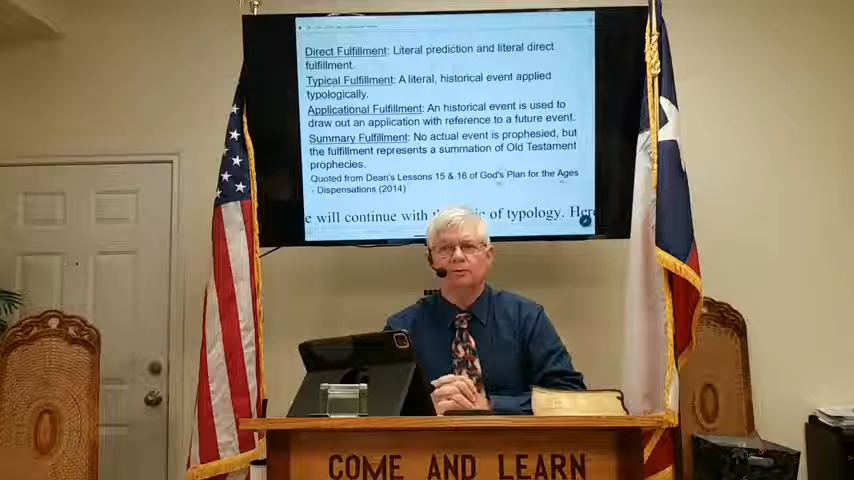 Direct Fulfillment: Literal prediction and literal direct
fulfillment.
Typical Fulfillment: A literal, historical event applied
typologically.
Applicational Fulfillment: An historical event is used to
draw out an application with reference to a future event.
Summary Fulfillment: No actual event is prophesied, but
the fulfillment represents a summation of Old Testament
prophecies.
Quoted from Dean's Lessons 15 & 16 of God's Plan for the Ages
- Dispensations (2014)
e will continue with of typology. Here
COME AND LEARN